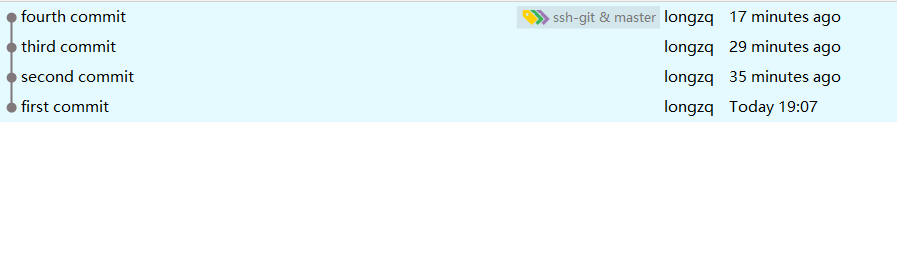 fourth commit ssh-git & master longzq 17 minutes ago
third commit longzq 29 minutes ago
second commit longzq 35 minutes ago
first commit longzq Today 19:07